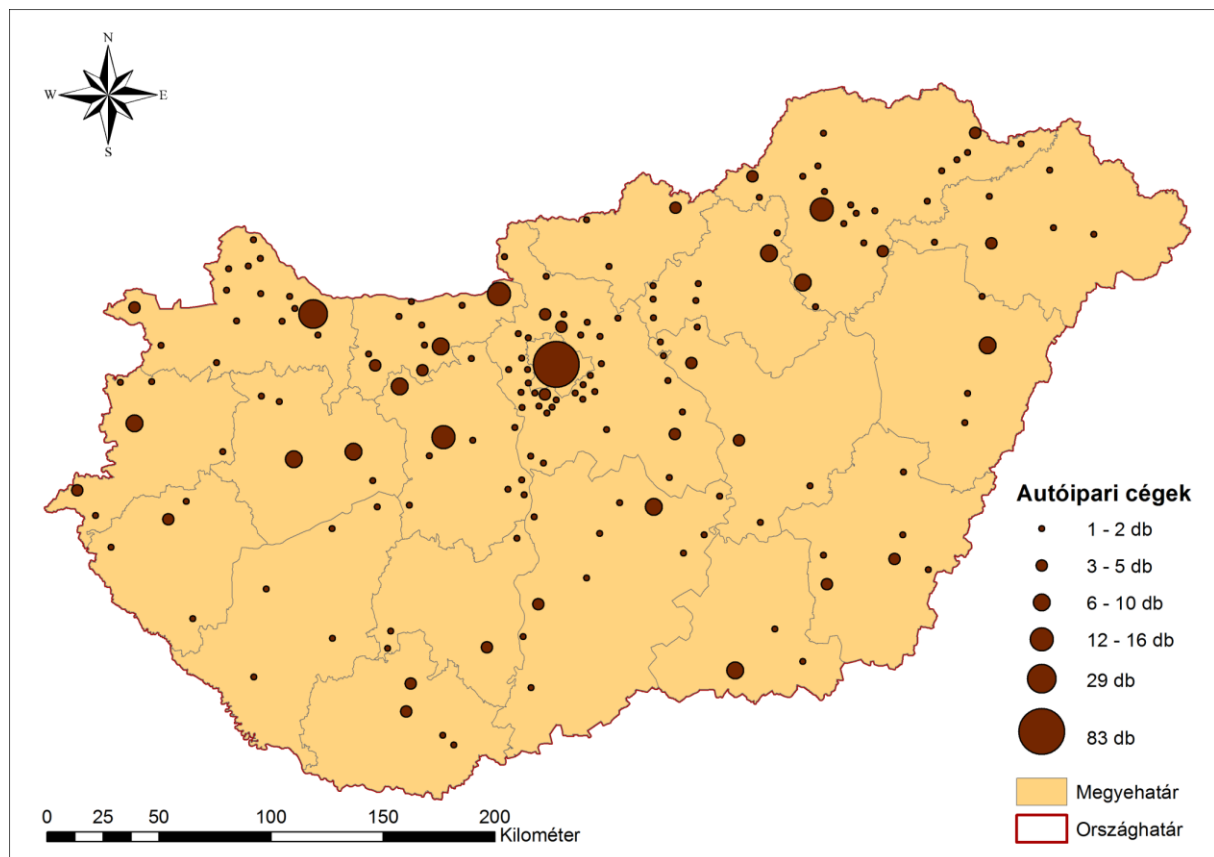 N
W E
S
Autóipari cégek
1 - 2 db
3 - 5 db
6 - 10 db
12 - 16 db
29 db
83 db
Megyehatár
Országhatár
0 25 50 100 150 200
Kilométer